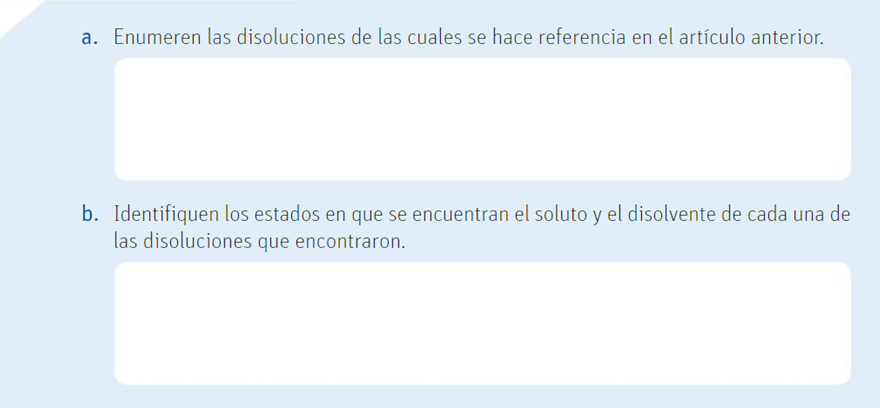 a. Enumeren las disoluciones de las cuales se hace referencia en el artículo anterior.
b. Identifiquen los estados en que se encuentran el soluto y el disolvente de cada una de
las disoluciones que encontraron.